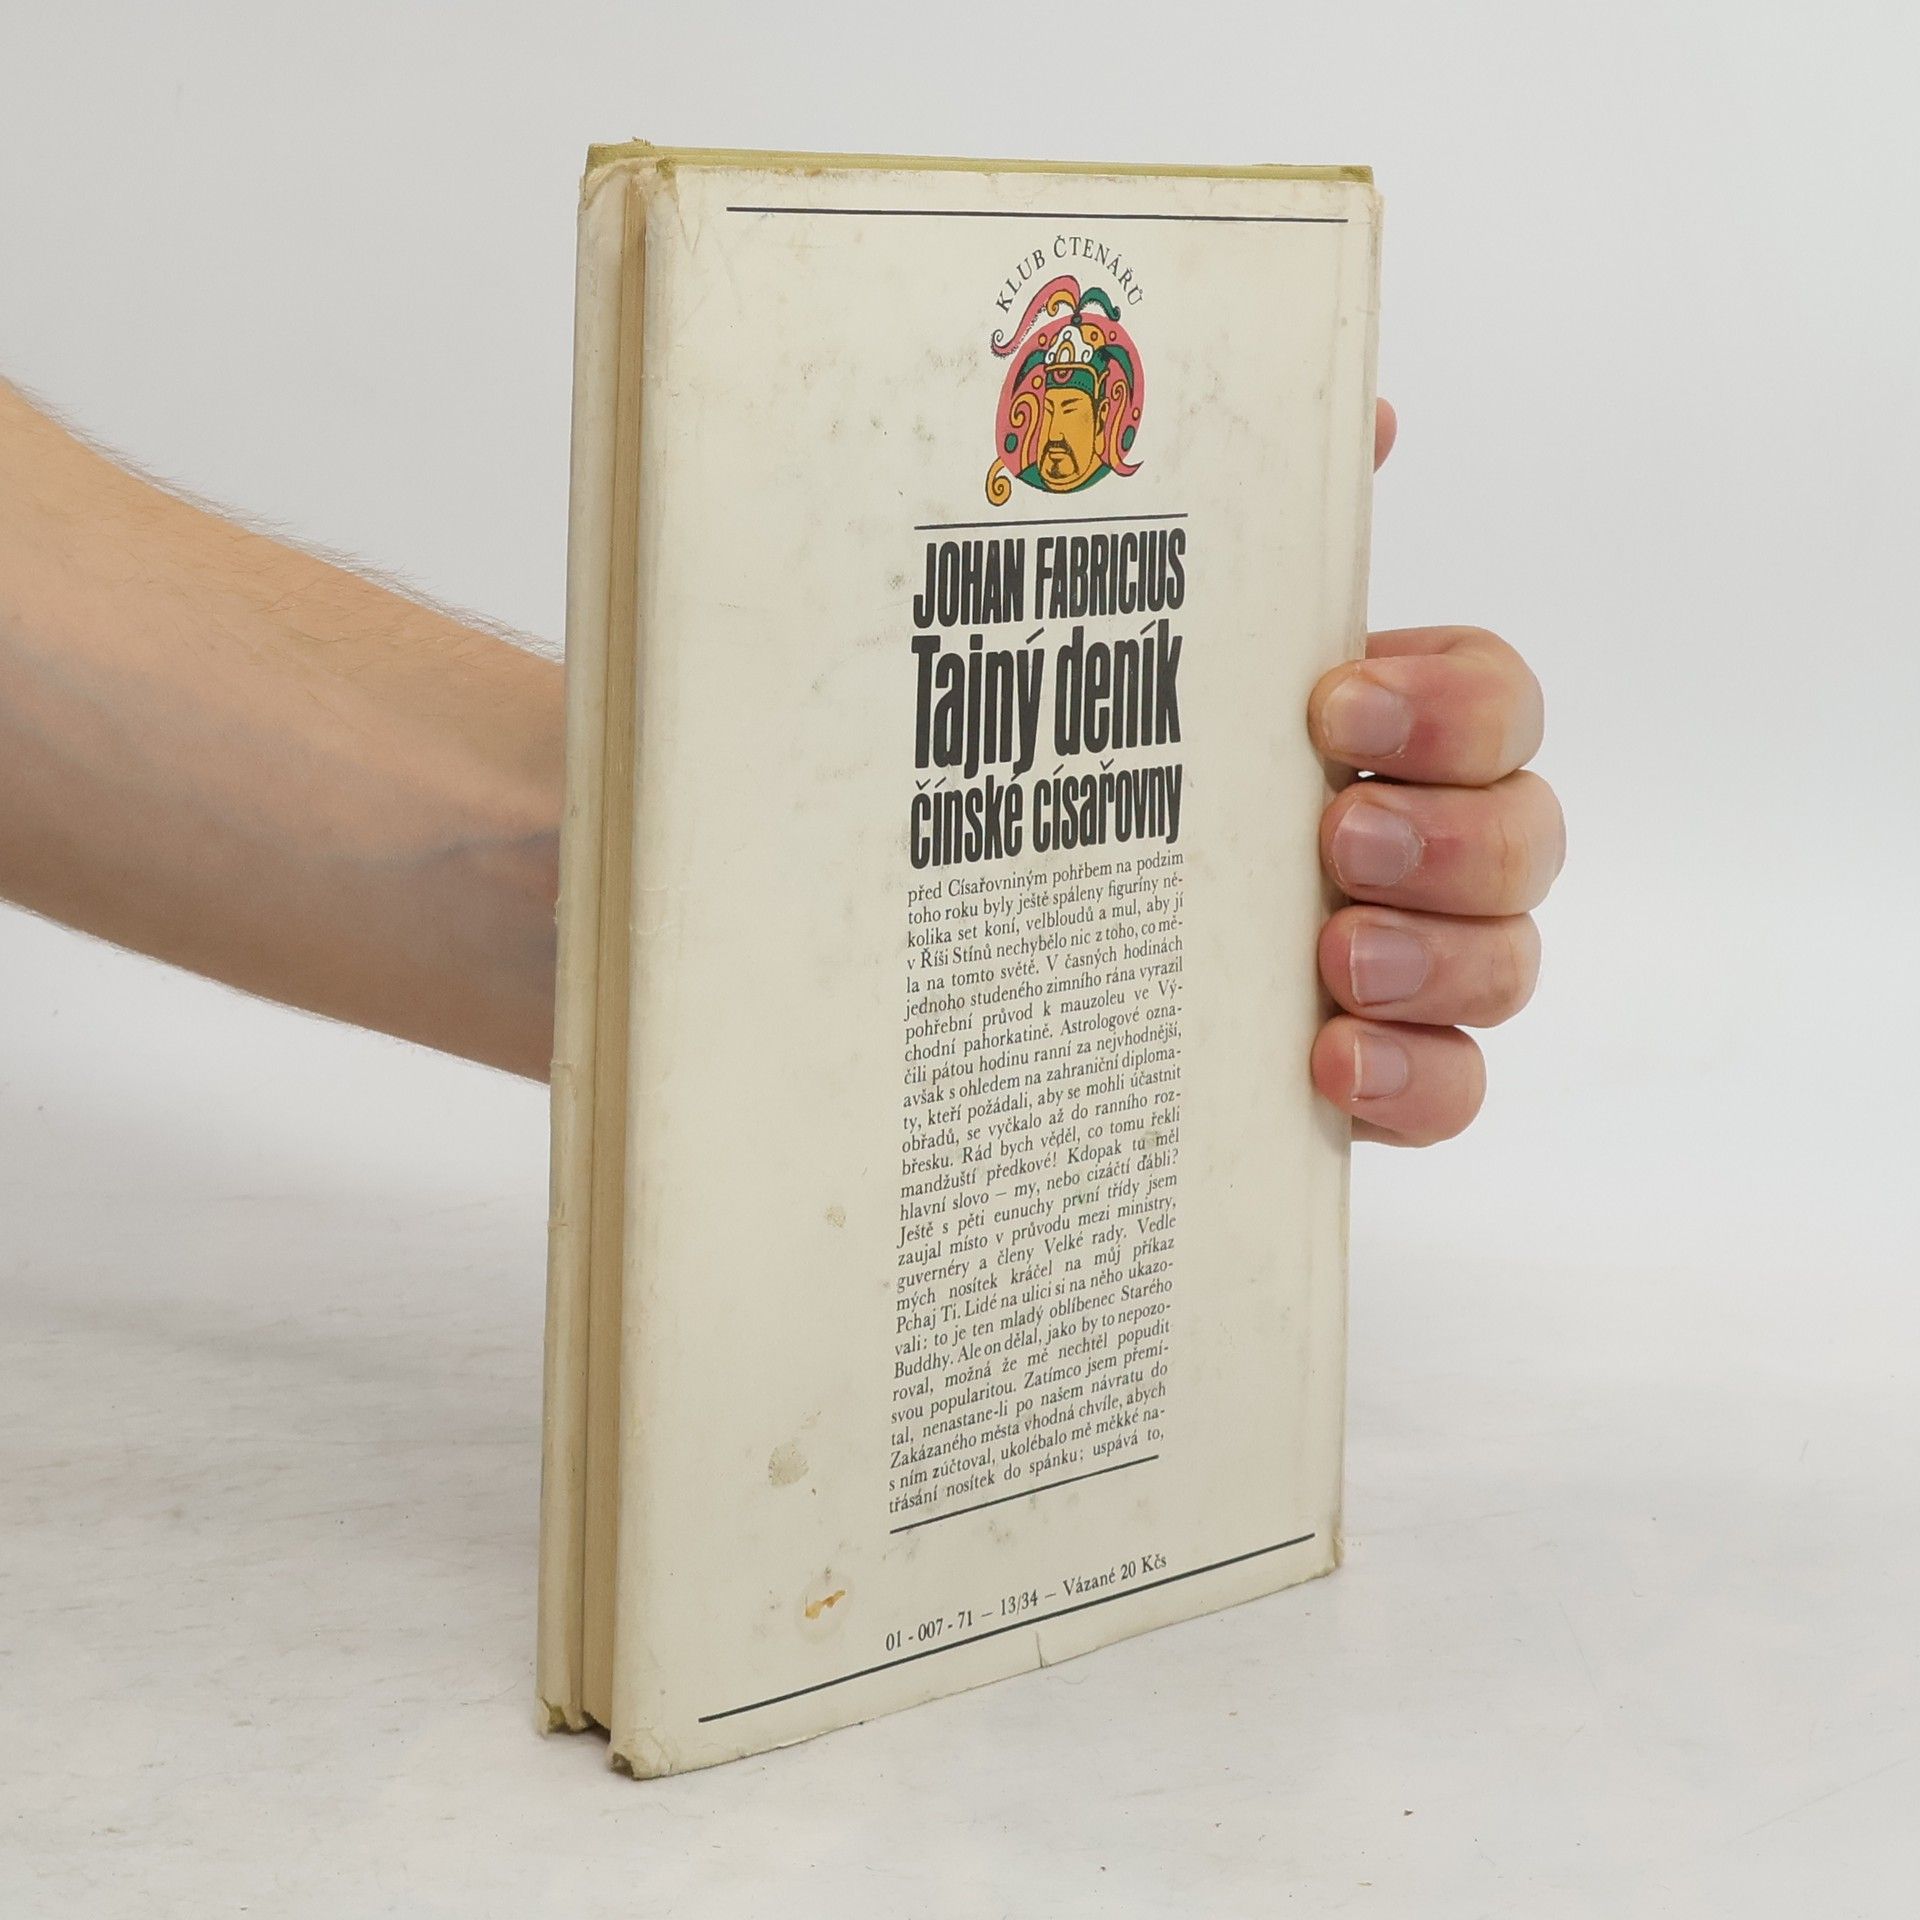 KLUB ČTENÁŘŮ
JOHAN FABRICIUS
Tajný deník
čínské císařovny
před Císařovniným pohřbem na podzim
toho roku byly ještě spáleny figuríny ně-
kolika set koní, velbloudů a mul, aby jí
v Říši Stínů nechybělo nic z toho, co mě-
la na tomto světě. V časných hodinách
jednoho studeného zimního rána vyrazil
pohřební průvod k mauzoleu ve Vý-
chodní pahorkatině. Astrologové ozna-
čili pátou hodinu ranní za nejvhodnější,
avšak s ohledem na zahraniční diploma-
ty, kteří požádali, aby se mohli účastnit
obřadů, se vyčkalo až do ranního roz-
břesku. Rád bych věděl, co tomu řekli
mandžuští předkové! Kdopak tu měl
hlavní slovo – my, nebo cizáčtí ďábli?
Ještě s pěti eunuchy první třídy jsem
zaujal místo v průvodu mezi ministry,
guvernéry a členy Velké rady. Vedle
mých nosítek kráčel na můj příkaz
Pchaj Tí. Lidé na ulici si na něho ukazo-
vali: to je ten mladý oblíbenec Starého
Buddhy. Ale on dělal, jako by to nepozo-
roval, možná že mě nechtěl popudit
svou popularitou. Zatímco jsem přemí-
tal, nenastane-li po našem návratu do
Zakázaného města vhodná chvíle, abych
s ním zúčtoval, ukolébalo mě měkké na-
třásání nosítek do spánku; uspává to,
01 - 007 - 71 – 13/34 – Vázané 20 Kčs